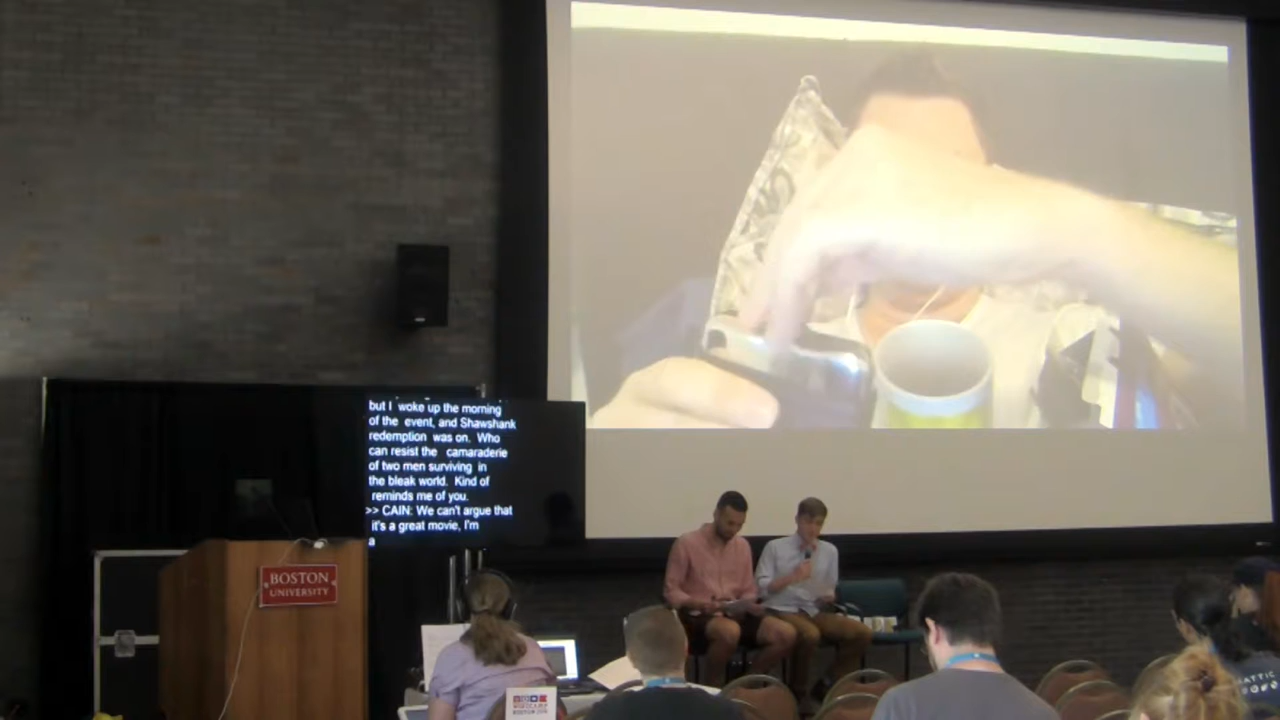 but I woke up the morning
of the event, and Shawshank
redemption was on. Who
can resist the camaraderie
of two men surviving in
the bleak world. Kind of
reminds me of you.
>> CAIN: We can't argue that
it's a great movie, I'm
a
BOSTON
UNIVERSITY
WORDCAMP
BOSTON